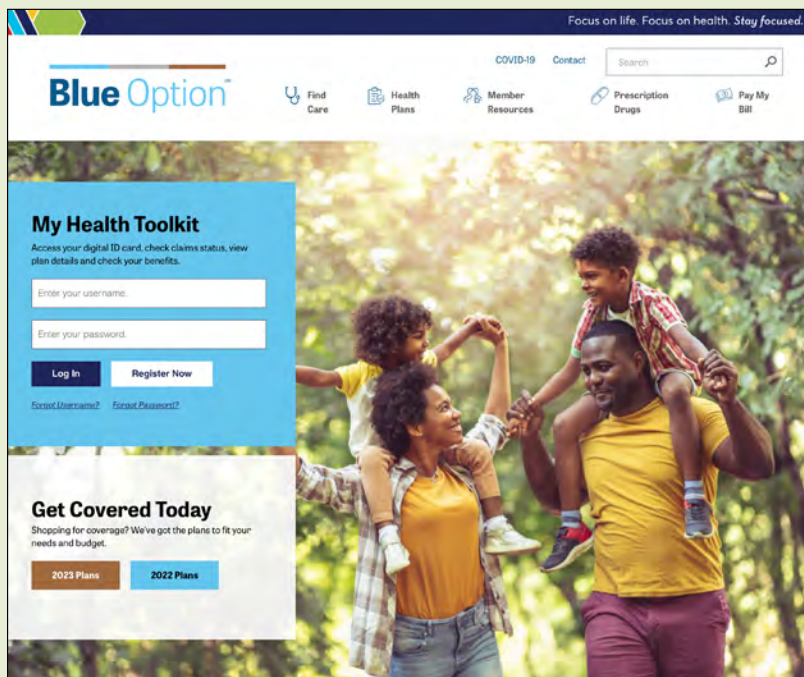 Focus on life. Focus on health. Stay focused.
COVID-19 Contact Search
Blue Option℠
Find Care
Health Plans
Member Resources
Prescription Drugs
Pay My Bill
My Health Toolkit
Access your digital ID card, check claims status, view
plan details and check your benefits.
Enter your username.
Enter your password.
Log In Register Now
Forgot Username? Forgot Password?
Get Covered Today
Shopping for coverage? We've got the plans to fit your
needs and budget.
2023 Plans 2022 Plans